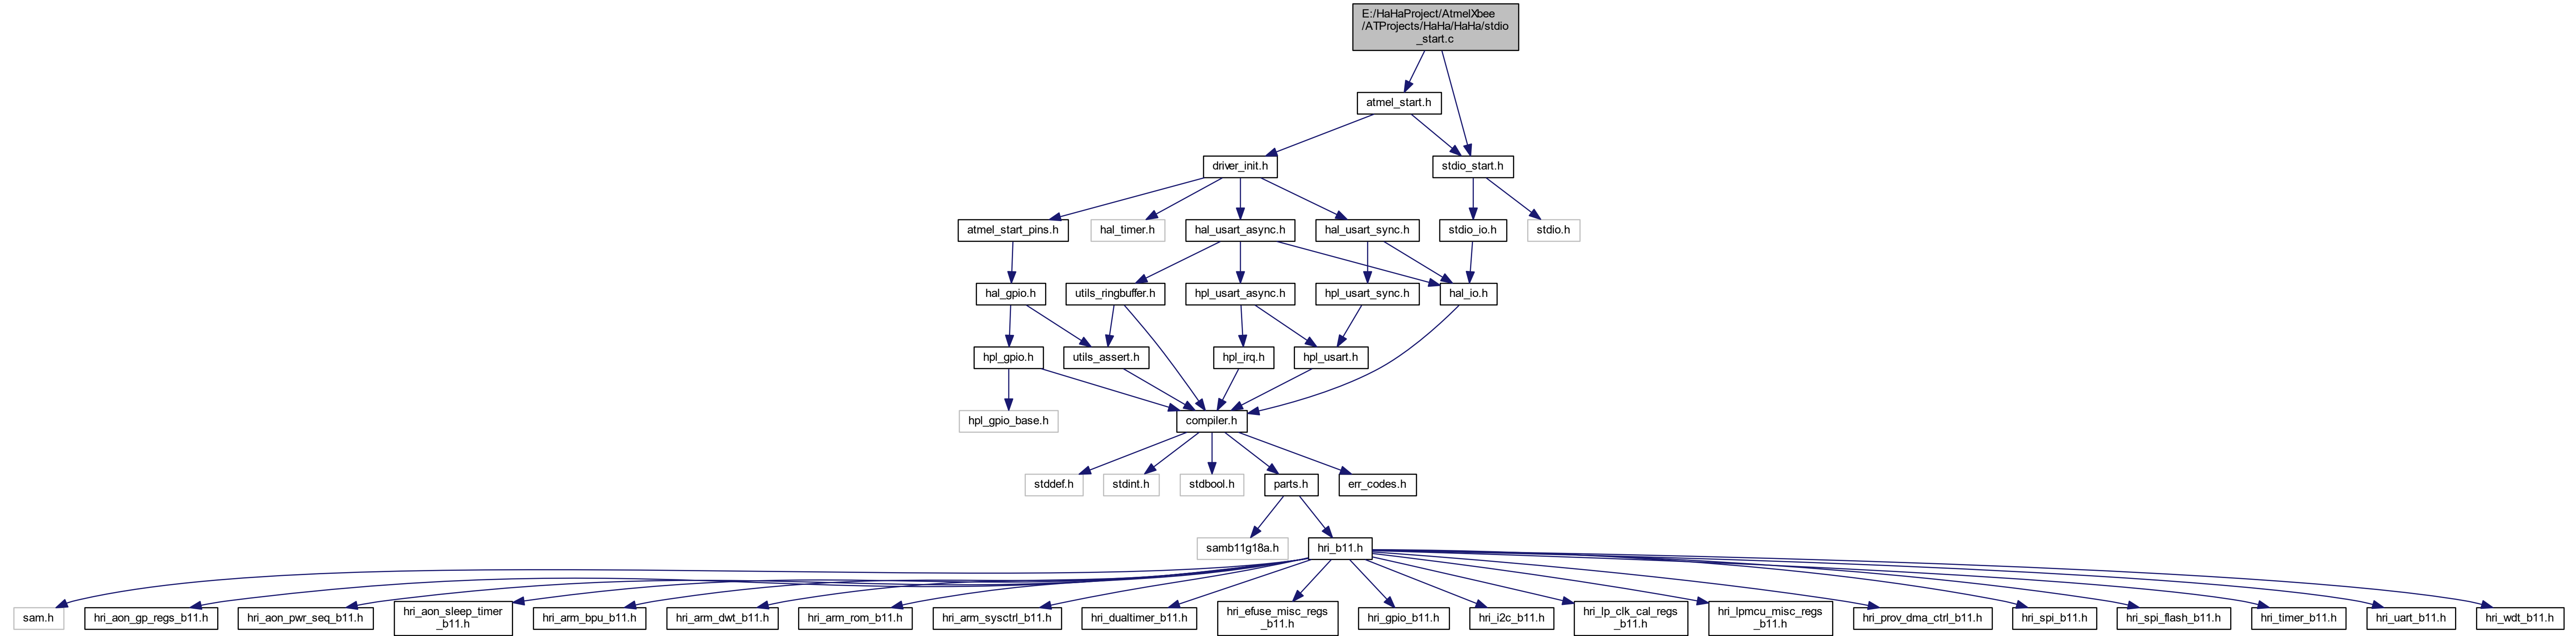 E:/HaHaProject/AtmelXbee
/ATProjects/HaHa/HaHa/stdio
_start.c
atmel_start.h
driver_init.h
stdio_start.h
atmel_start_pins.h
hal_timer.h
hal_usart_async.h
hal_usart_sync.h
stdio_io.h
stdio.h
hal_gpio.h
utils_ringbuffer.h
hpl_usart_async.h
hpl_usart_sync.h
hal_io.h
hpl_gpio.h
utils_assert.h
hpl_irq.h
hpl_usart.h
hpl_gpio_base.h
compiler.h
stddef.h
stdint.h
stdbool.h
parts.h
err_codes.h
samb11g18a.h
hri_b11.h
sam.h
hri_aon_gp_regs_b11.h
hri_aon_pwr_seq_b11.h
hri_aon_sleep_timer
_b11.h
hri_arm_bpu_b11.h
hri_arm_dwt_b11.h
hri_arm_rom_b11.h
hri_arm_sysctrl_b11.h
hri_dualtimer_b11.h
hri_efuse_misc_regs
_b11.h
hri_gpio_b11.h
hri_i2c_b11.h
hri_lp_clk_cal_regs
_b11.h
hri_lpmcu_misc_regs
_b11.h
hri_prov_dma_ctrl_b11.h
hri_spi_b11.h
hri_spi_flash_b11.h
hri_timer_b11.h
hri_uart_b11.h
hri_wdt_b11.h